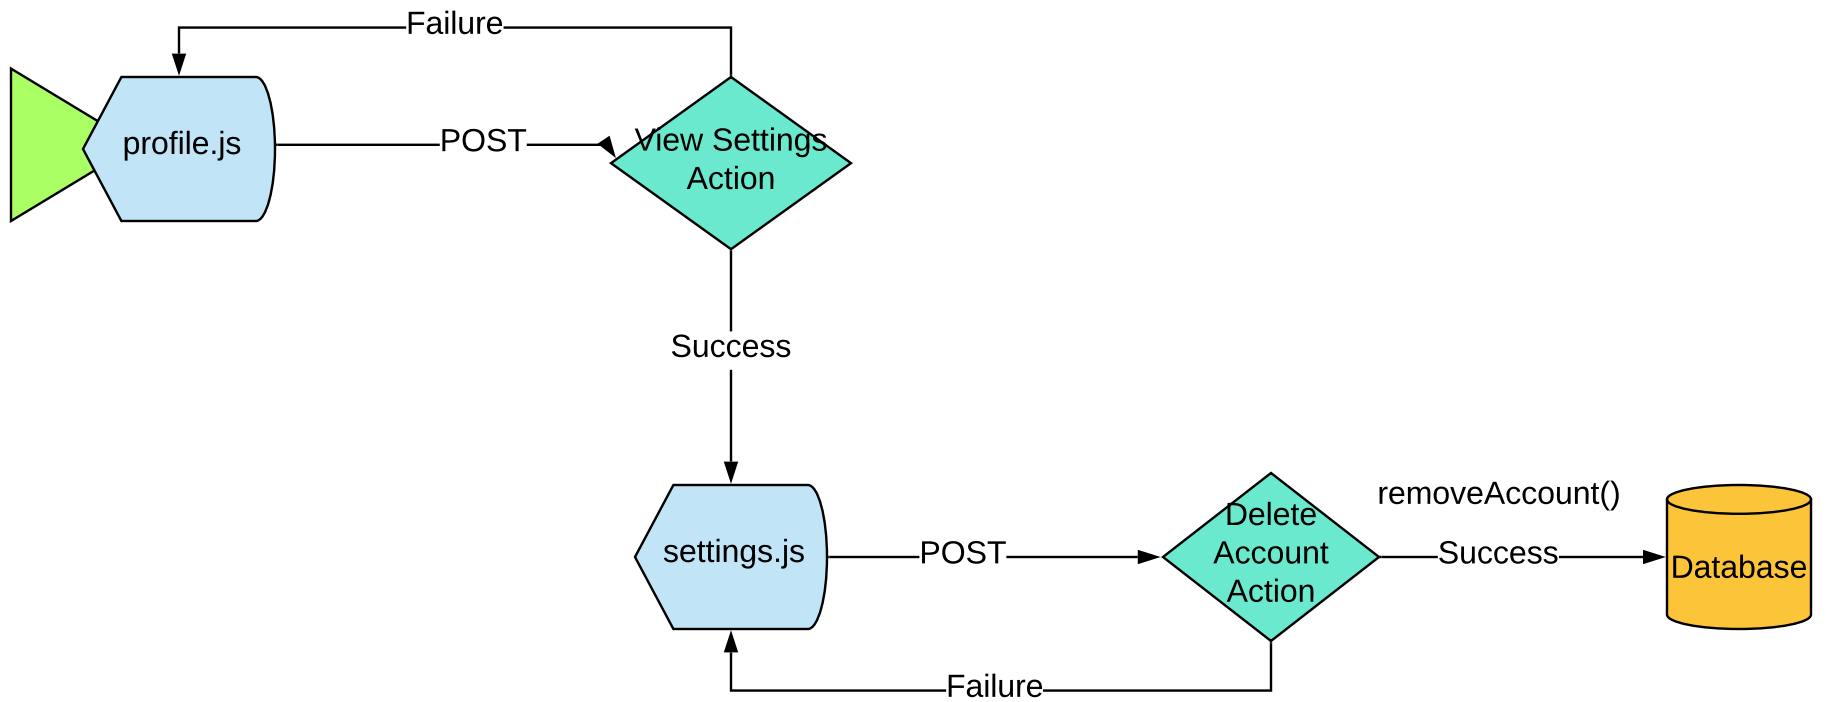 Failure
profile.js
POST
View Settings
Action
Success
removeAccount()
settings.js
POST
Delete
Account
Action
Success
Database
Failure